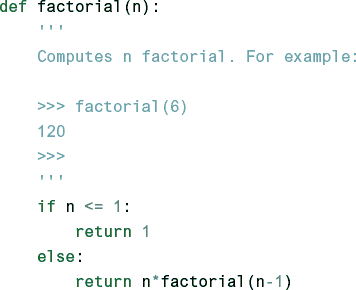 def factorial(n):
    '''
    Computes n factorial. For example:

    >>> factorial(6)
    120
    >>>
    '''
    if n <= 1:
        return 1
    else:
        return n*factorial(n-1)